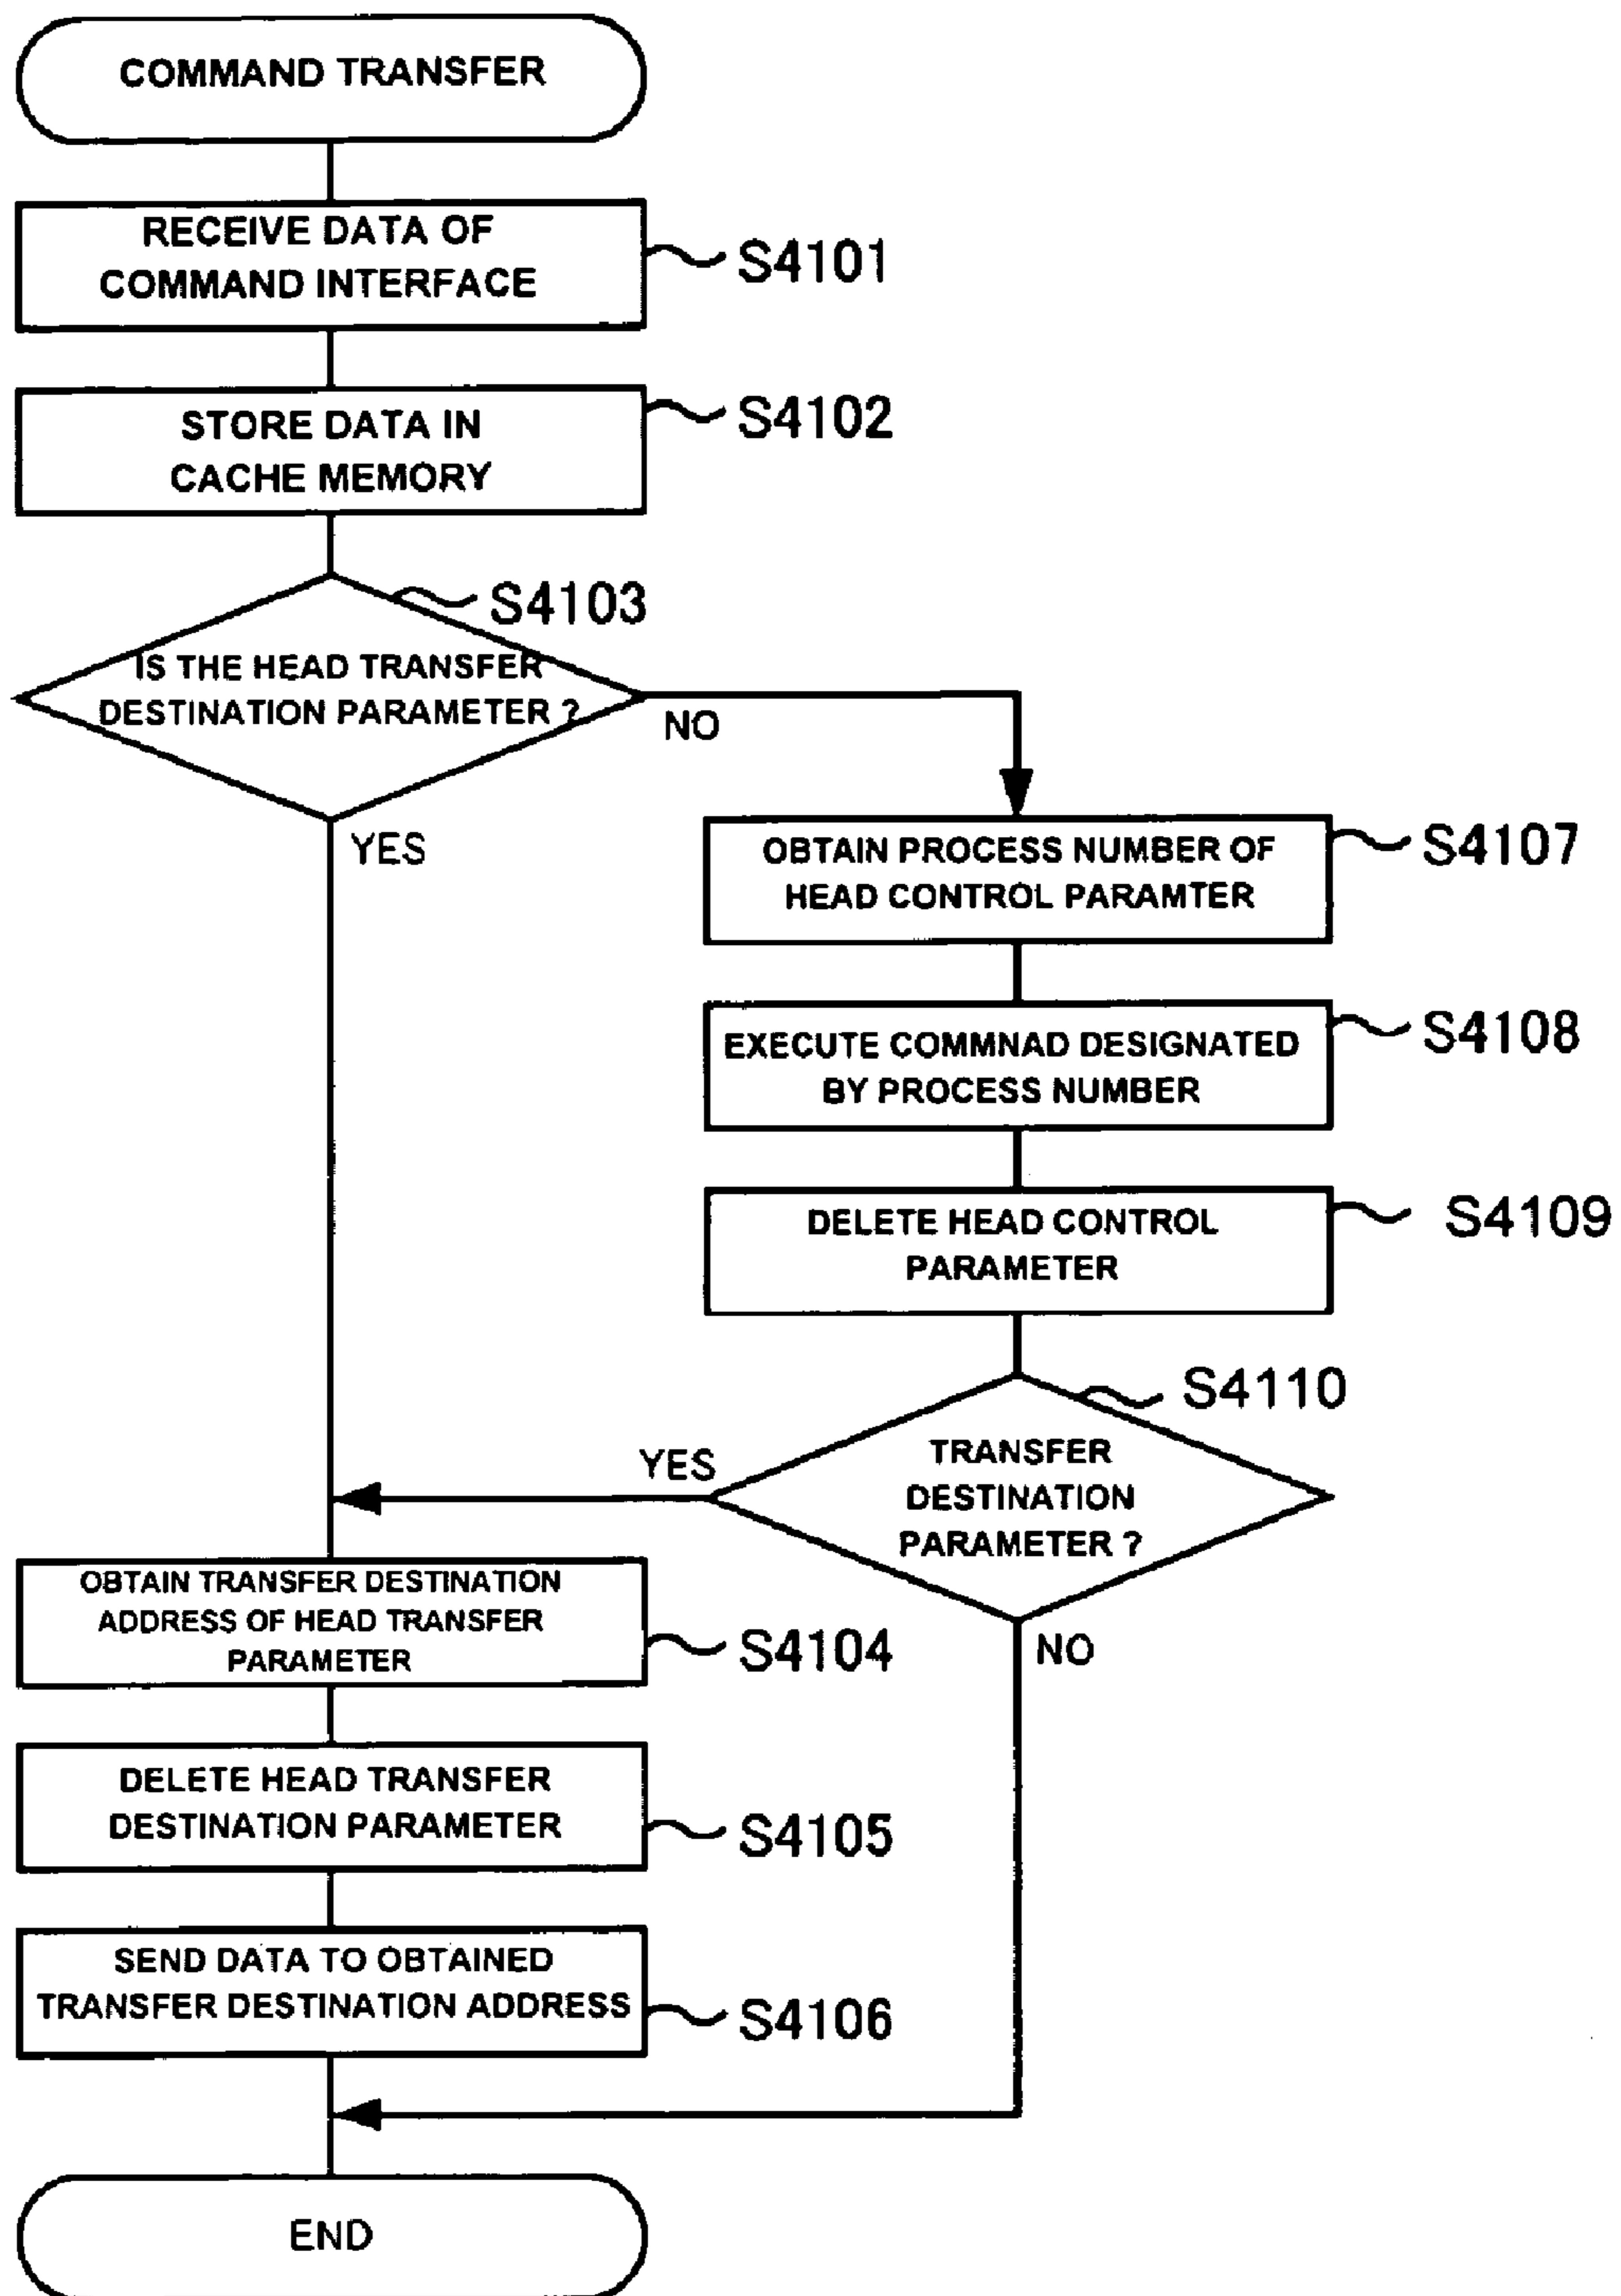 COMMAND TRANSFER
RECEIVE DATA OF
COMMAND INTERFACE
S4101
STORE DATA IN
CACHE MEMORY
S4102
S4103
IS THE HEAD TRANSFER
DESTINATION PARAMETER ?
NO
YES
OBTAIN PROCESS NUMBER OF
HEAD CONTROL PARAMTER
S4107
EXECUTE COMMNAD DESIGNATED
BY PROCESS NUMBER
S4108
DELETE HEAD CONTROL
PARAMETER
S4109
S4110
TRANSFER
DESTINATION
PARAMETER ?
YES
NO
OBTAIN TRANSFER DESTINATION
ADDRESS OF HEAD TRANSFER
PARAMETER
S4104
DELETE HEAD TRANSFER
DESTINATION PARAMETER
S4105
SEND DATA TO OBTAINED
TRANSFER DESTINATION ADDRESS
S4106
END